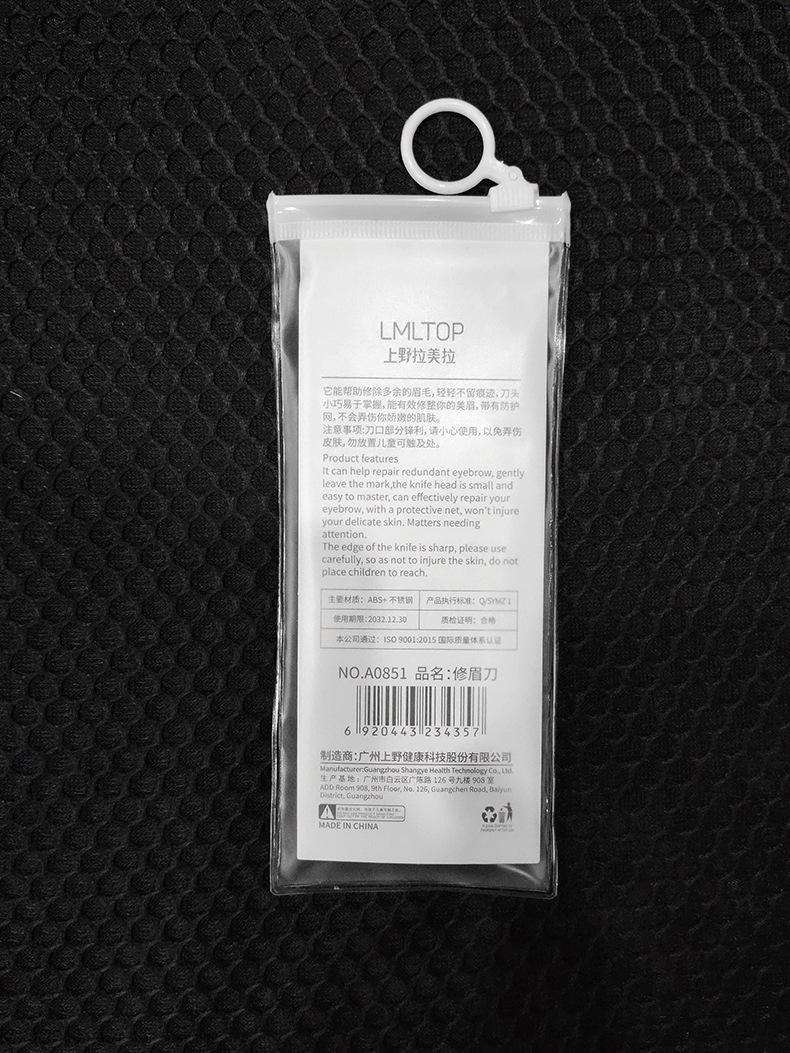 LMLTOP
上野拉美拉
它能帮助修除多余的眉毛,轻轻不留痕迹,刀头
小巧易于掌握,能有效修整你的美眉,带有防护
网,不会弄伤你娇嫩的肌肤。
注意事项:刀口部分锋利,请小心使用,以免弄伤
皮肤,勿放置儿童可触及处。
Product features
It can help repair redundant eyebrow, gently
leave the mark,the knife head is small and
easy to master, can effectively repair your
eyebrow, with a protective net, won't injure
your delicate skin. Matters needing
attention.
The edge of the knife is sharp, please use
carefully, so as not to injure the skin, do not
place children to reach.
主要材质: ABS+ 不锈钢 产品执行标准: Q/SYMZ 1
使用期限:2032.12.30 质检证明: 合格
本公司通过: ISO 9001:2015 国际质量体系认证
NO.A0851 品名:修眉刀
6 920443 234357
制造商:广州上野健康科技股份有限公司
Manufacturer:Guangzhou Shangye Health Technology Co., Ltd.
生产基地: 广州市白云区广陈路 126 号九楼 908 室
ADD:Room 908, 9th Floor, No. 126, Guangchen Road, Baiyun
District, Guangzhou
MADE IN CHINA